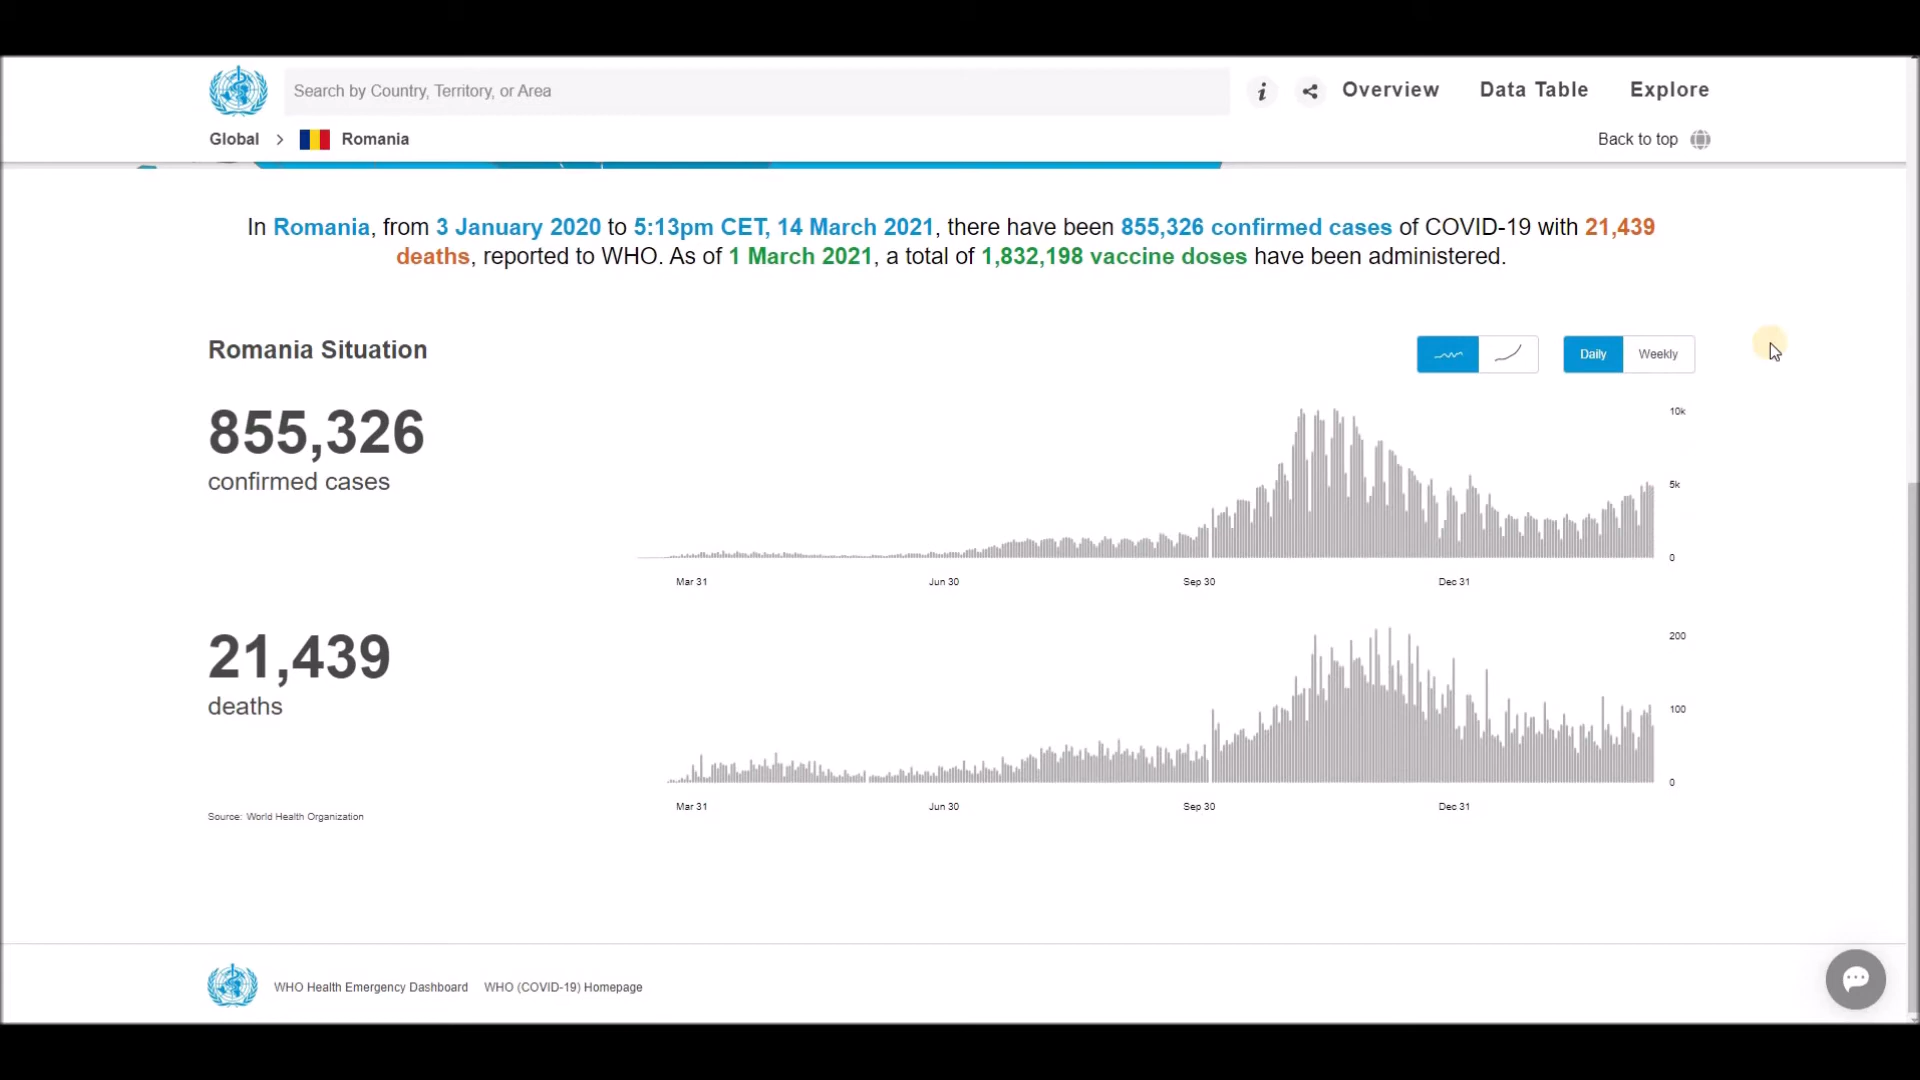 Search by Country, Territory, or Area
i
Overview
Data Table
Explore
Global > Romania
Back to top
In Romania, from 3 January 2020 to 5:13pm CET, 14 March 2021, there have been 855,326 confirmed cases of COVID-19 with 21,439
deaths, reported to WHO. As of 1 March 2021, a total of 1,832,198 vaccine doses have been administered.
Romania Situation
Daily
Weekly
855,326
confirmed cases
10k
5k
0
Mar 31
Jun 30
Sep 30
Dec 31
21,439
deaths
200
100
0
Mar 31
Jun 30
Sep 30
Dec 31
Source: World Health Organization
WHO Health Emergency Dashboard
WHO (COVID-19) Homepage